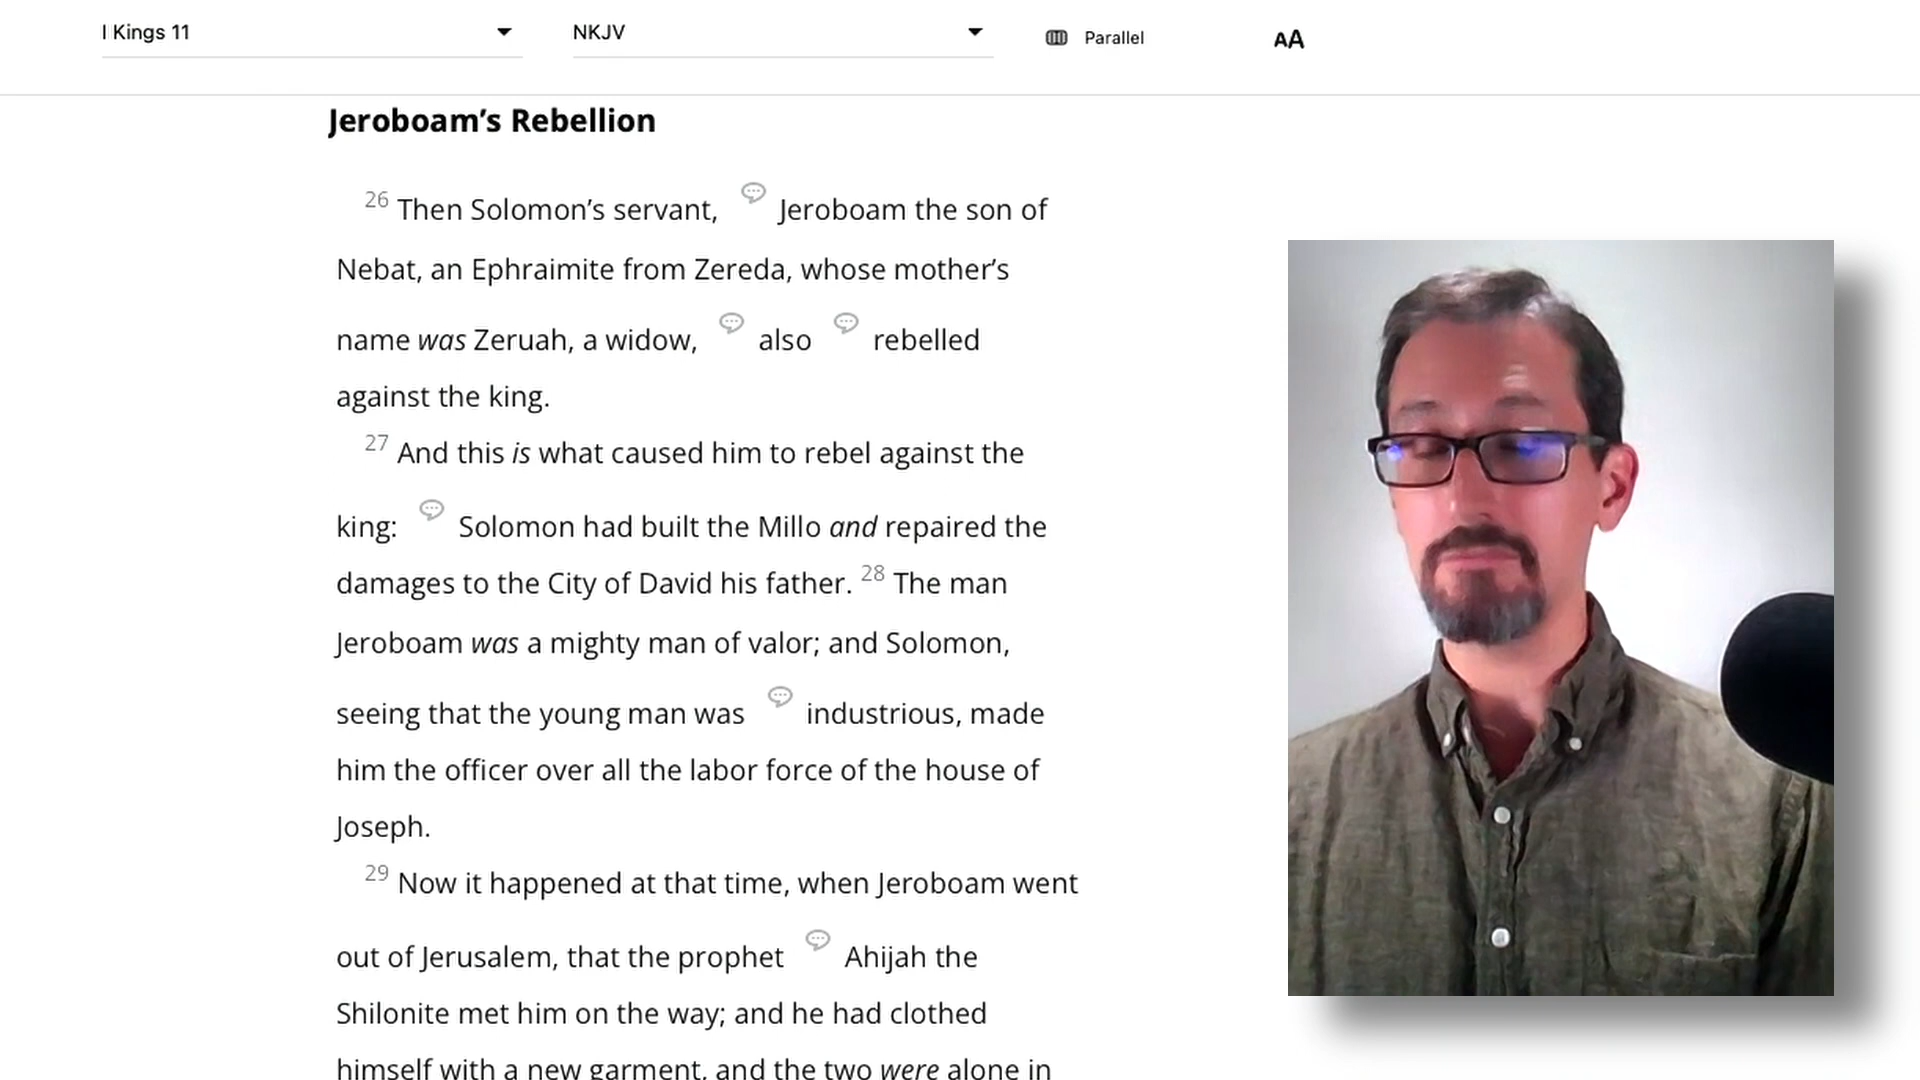 I Kings 11 NKJV Parallel AA
Jeroboam’s Rebellion
26 Then Solomon’s servant, Jeroboam the son of
Nebat, an Ephraimite from Zereda, whose mother’s
name was Zeruah, a widow, also rebelled
against the king.
27 And this is what caused him to rebel against the
king: Solomon had built the Millo and repaired the
damages to the City of David his father. 28 The man
Jeroboam was a mighty man of valor; and Solomon,
seeing that the young man was industrious, made
him the officer over all the labor force of the house of
Joseph.
29 Now it happened at that time, when Jeroboam went
out of Jerusalem, that the prophet Ahijah the
Shilonite met him on the way; and he had clothed
himself with a new garment, and the two were alone in